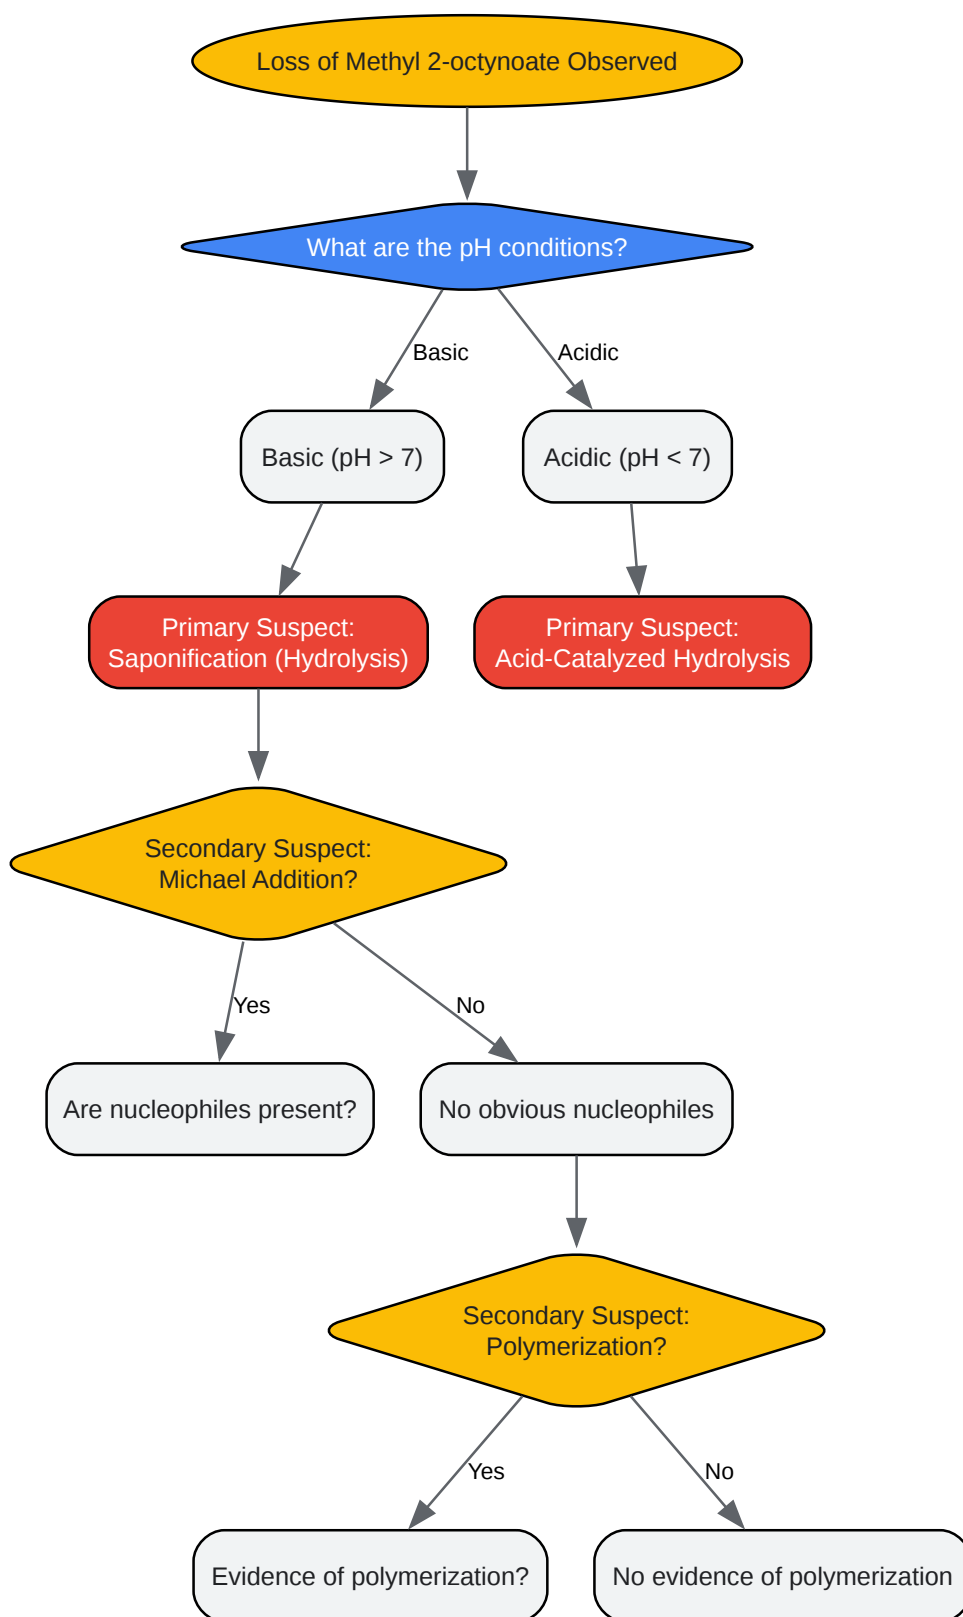 Loss of Methyl 2-octynoate Observed
What are the pH conditions?
Basic
Acidic
Basic (pH > 7)
Acidic (pH < 7)
Primary Suspect:
Saponification (Hydrolysis)
Primary Suspect:
Acid-Catalyzed Hydrolysis
Secondary Suspect:
Michael Addition?
Yes
No
Are nucleophiles present?
No obvious nucleophiles
Secondary Suspect:
Polymerization?
Yes
No
Evidence of polymerization?
No evidence of polymerization